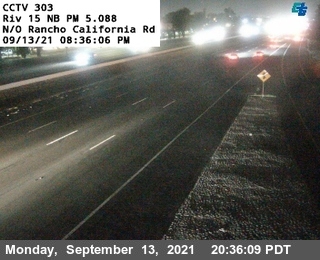 CCTV 303
Riv 15 NB PM 5.088
N/O Rancho California Rd
09/13/21 08:36:06 PM
Monday, September 13, 2021 20:36:09 PDT